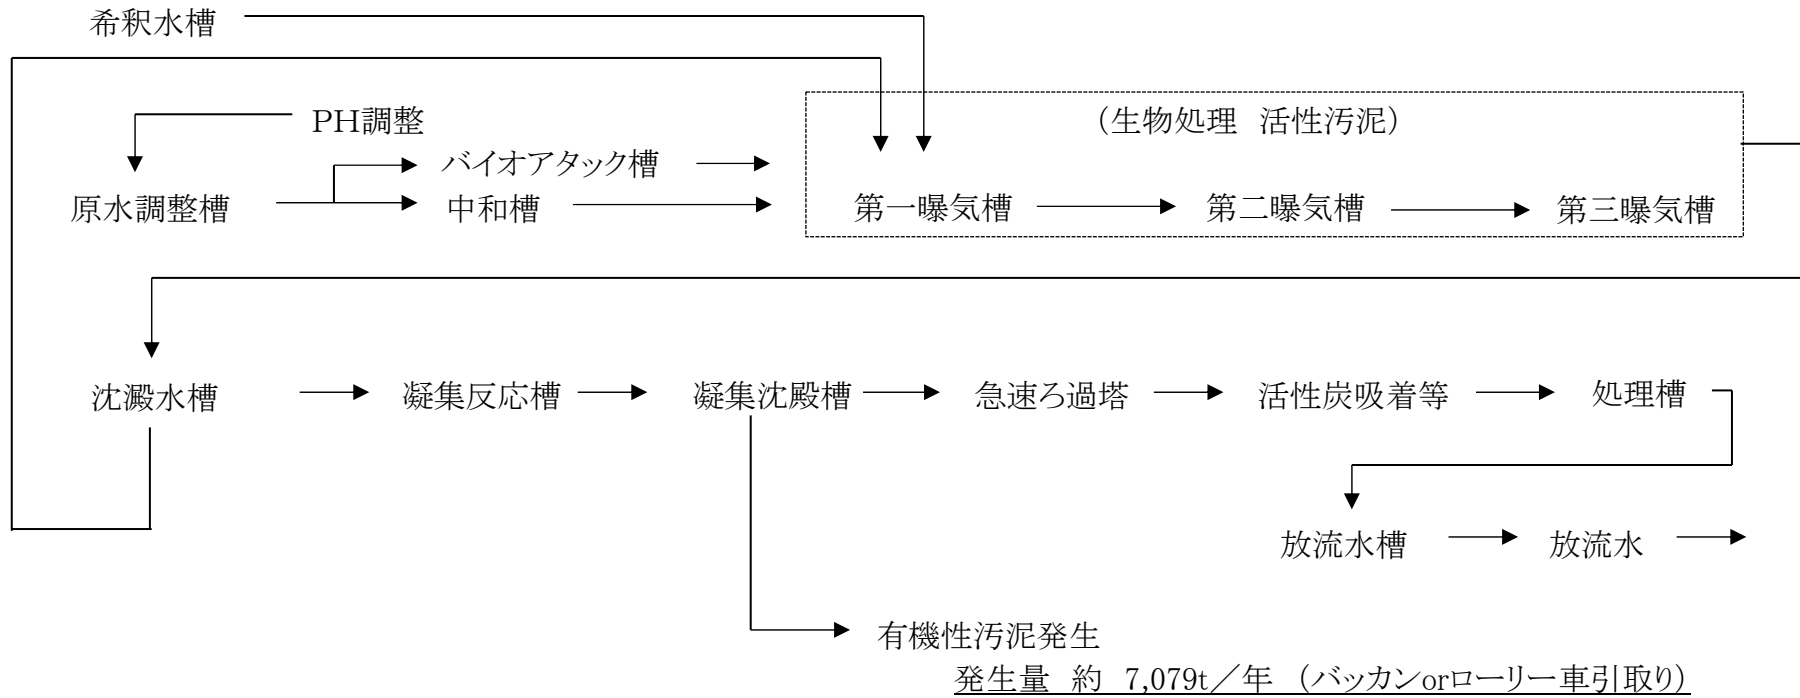 希釈水槽
PH調整
(生物処理 活性汚泥)
バイオアタック槽
原水調整槽
中和槽
第一曝気槽
第二曝気槽
第三曝気槽
沈澱水槽
凝集反応槽
凝集沈殿槽
急速ろ過塔
活性炭吸着等
処理槽
放流水槽
放流水
有機性汚泥発生
発生量 約 7,079t/年 (バッカンorローリー車引取り)